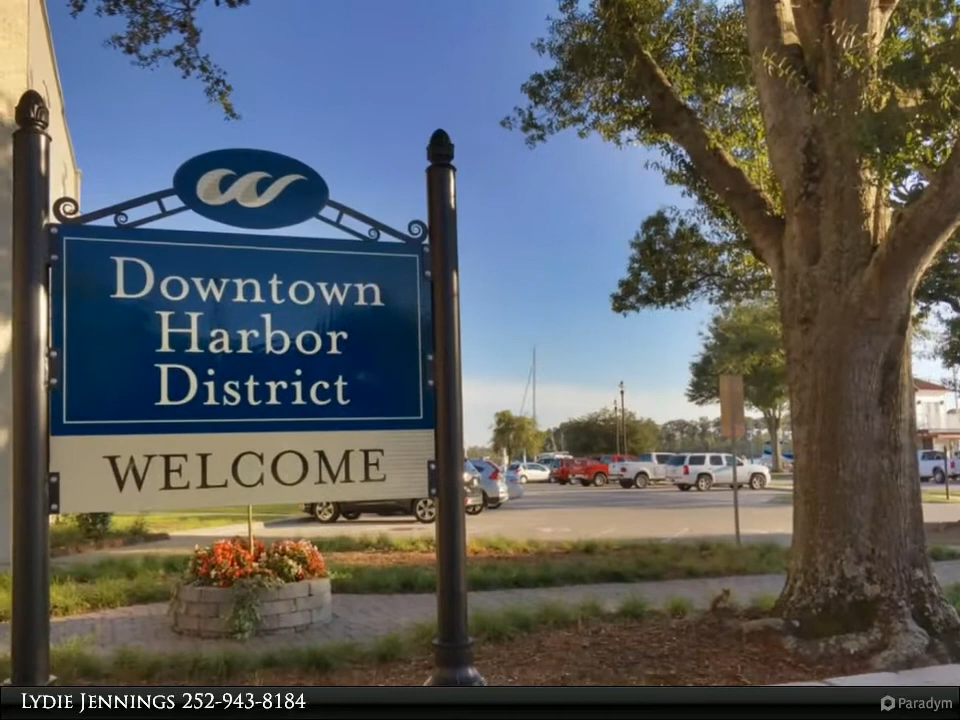 Downtown
Harbor
District
WELCOME
LYDIE JENNINGS 252-943-8184
Paradym